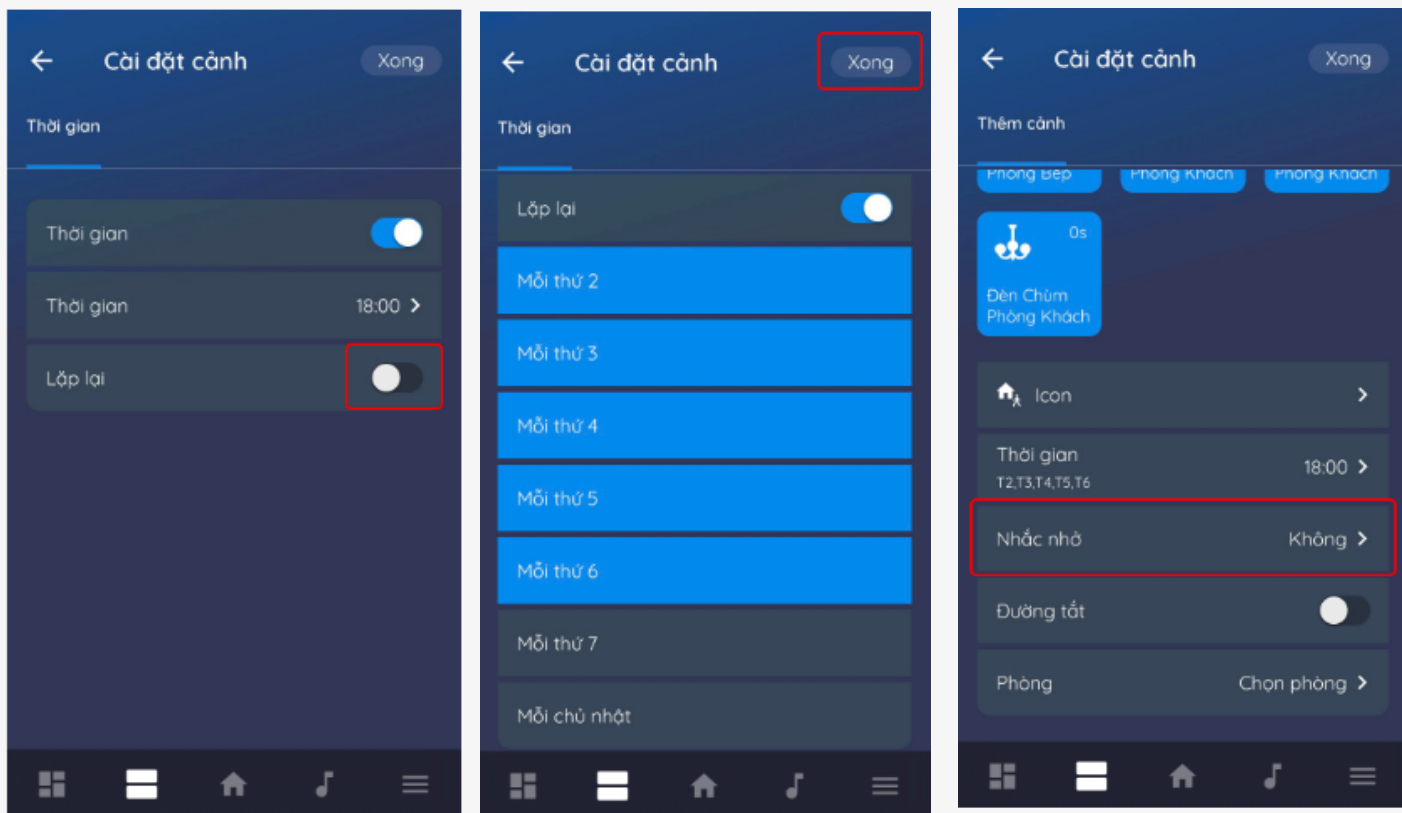 Cài đặt cảnh
Xong
Thời gian
Thời gian
Thời gian
18:00
Lặp lại
Cài đặt cảnh
Xong
Thời gian
Lặp lại
Mỗi thứ 2
Mỗi thứ 3
Mỗi thứ 4
Mỗi thứ 5
Mỗi thứ 6
Mỗi thứ 7
Mỗi chủ nhật
Cài đặt cảnh
Xong
Thêm cảnh
Phòng Bếp
Phòng Khách
Phòng Khách
0s
Đèn Chùm
Phòng Khách
Icon
Thời gian
18:00
T2,T3,T4,T5,T6
Nhắc nhở
Không
Đường tắt
Phòng
Chọn phòng